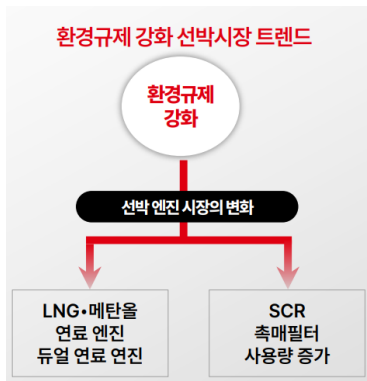 환경규제 강화 선박시장 트렌드
환경규제
강화
선박 엔진 시장의 변화
LNG•메탄올
연료 엔진
듀얼 연료 연진
SCR
촉매필터
사용량 증가